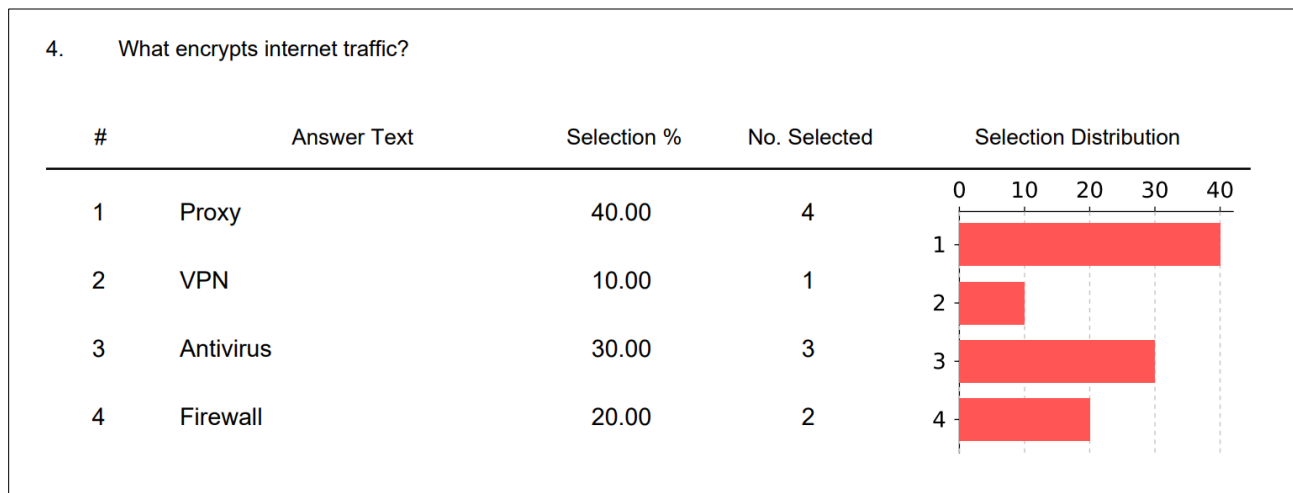 4. What encrypts internet traffic?
# Answer Text Selection % No. Selected Selection Distribution
0 10 20 30 40
1 Proxy 40.00 4
1
2 VPN 10.00 1
2
3 Antivirus 30.00 3
3
4 Firewall 20.00 2
4